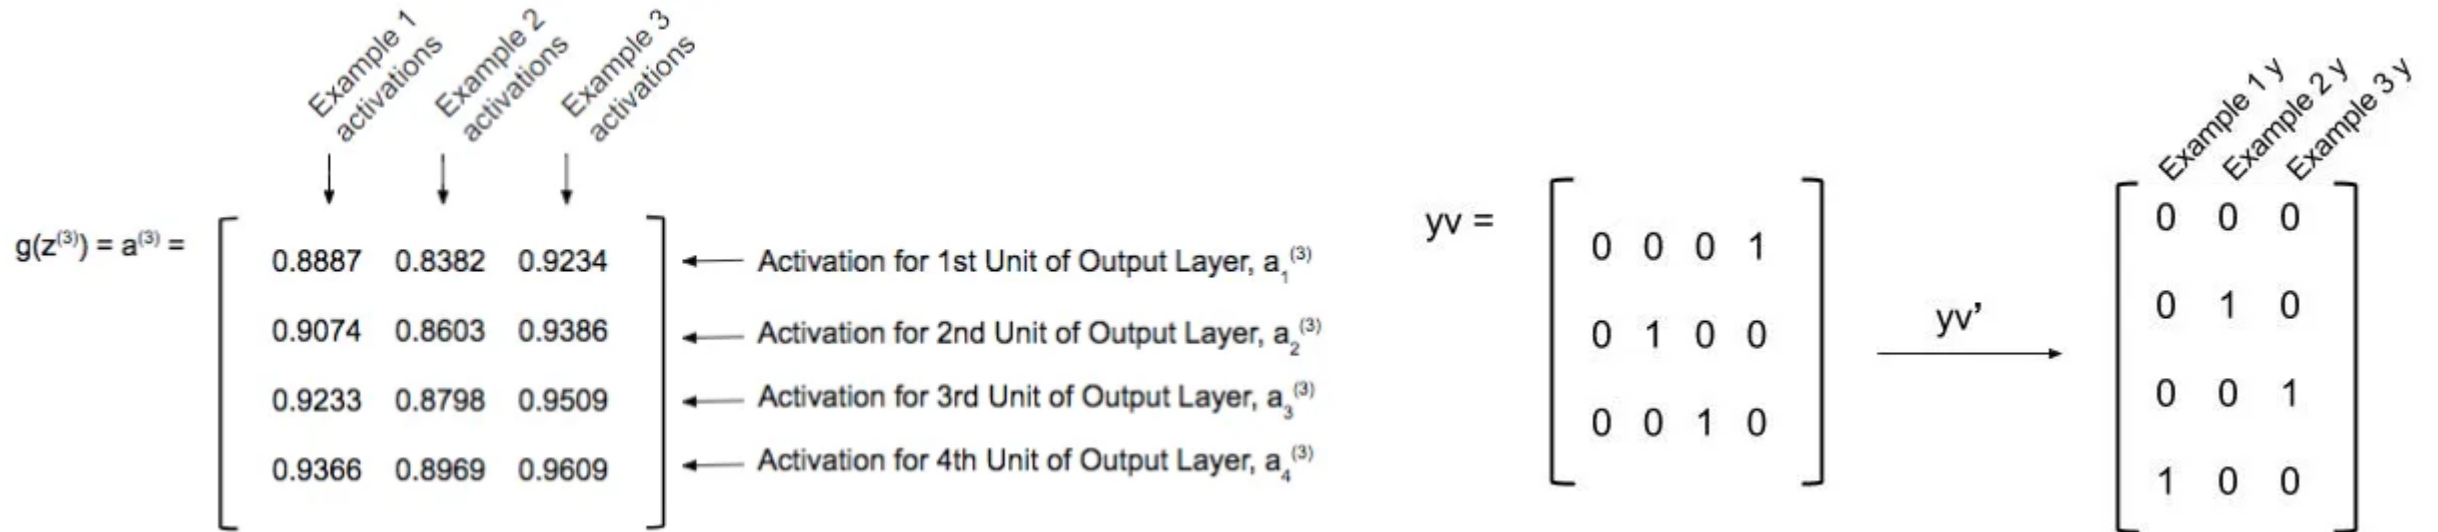 Example 1
activations
Example 2
activations
Example 3
activations
g(z⁽³⁾) = a⁽³⁾ =
0.8887 0.8382 0.9234
0.9074 0.8603 0.9386
0.9233 0.8798 0.9509
0.9366 0.8969 0.9609
Activation for 1st Unit of Output Layer, a₁⁽³⁾
Activation for 2nd Unit of Output Layer, a₂⁽³⁾
Activation for 3rd Unit of Output Layer, a₃⁽³⁾
Activation for 4th Unit of Output Layer, a₄⁽³⁾
yv =
0 0 0 1
0 1 0 0
0 0 1 0
yv’
Example 1 y
Example 2 y
Example 3 y
0 0 0
0 1 0
0 0 1
1 0 0